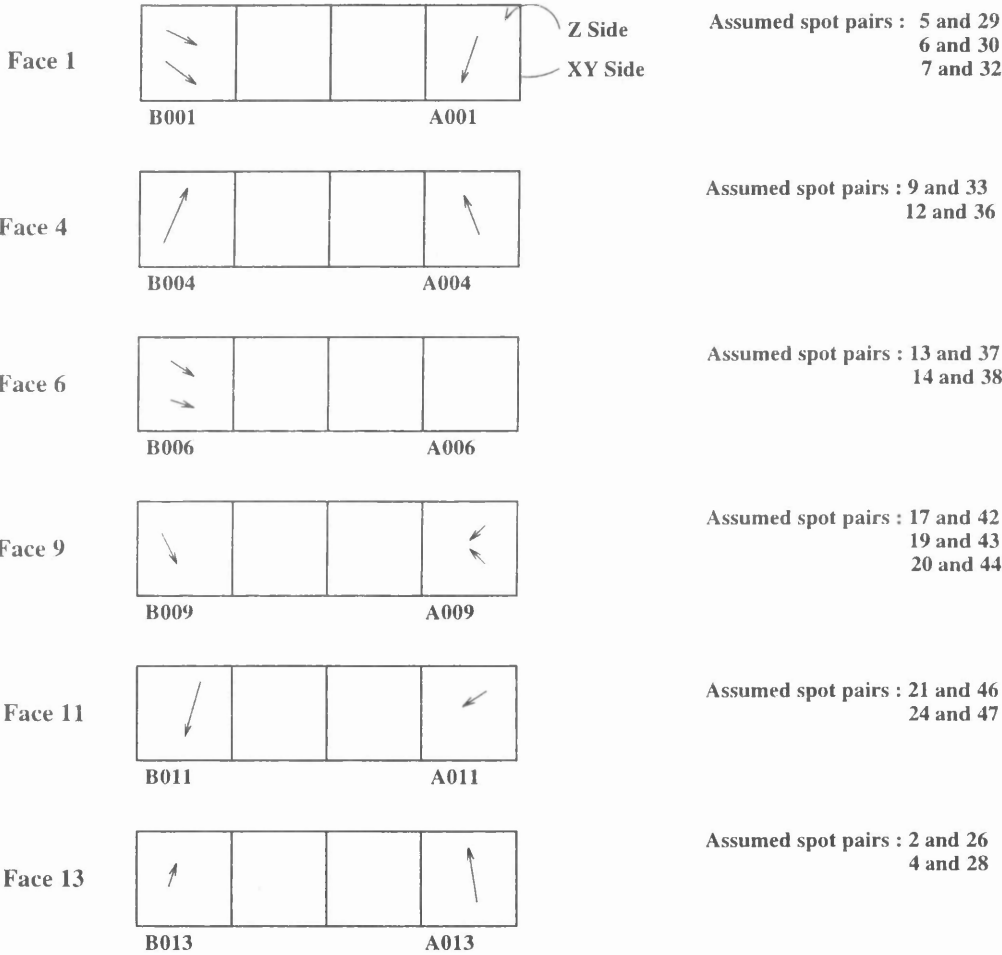 Face 1
Z Side
XY Side
B001
A001
Assumed spot pairs : 5 and 29
6 and 30
7 and 32
Face 4
B004
A004
Assumed spot pairs : 9 and 33
12 and 36
Face 6
B006
A006
Assumed spot pairs : 13 and 37
14 and 38
Face 9
B009
A009
Assumed spot pairs : 17 and 42
19 and 43
20 and 44
Face 11
B011
A011
Assumed spot pairs : 21 and 46
24 and 47
Face 13
B013
A013
Assumed spot pairs : 2 and 26
4 and 28